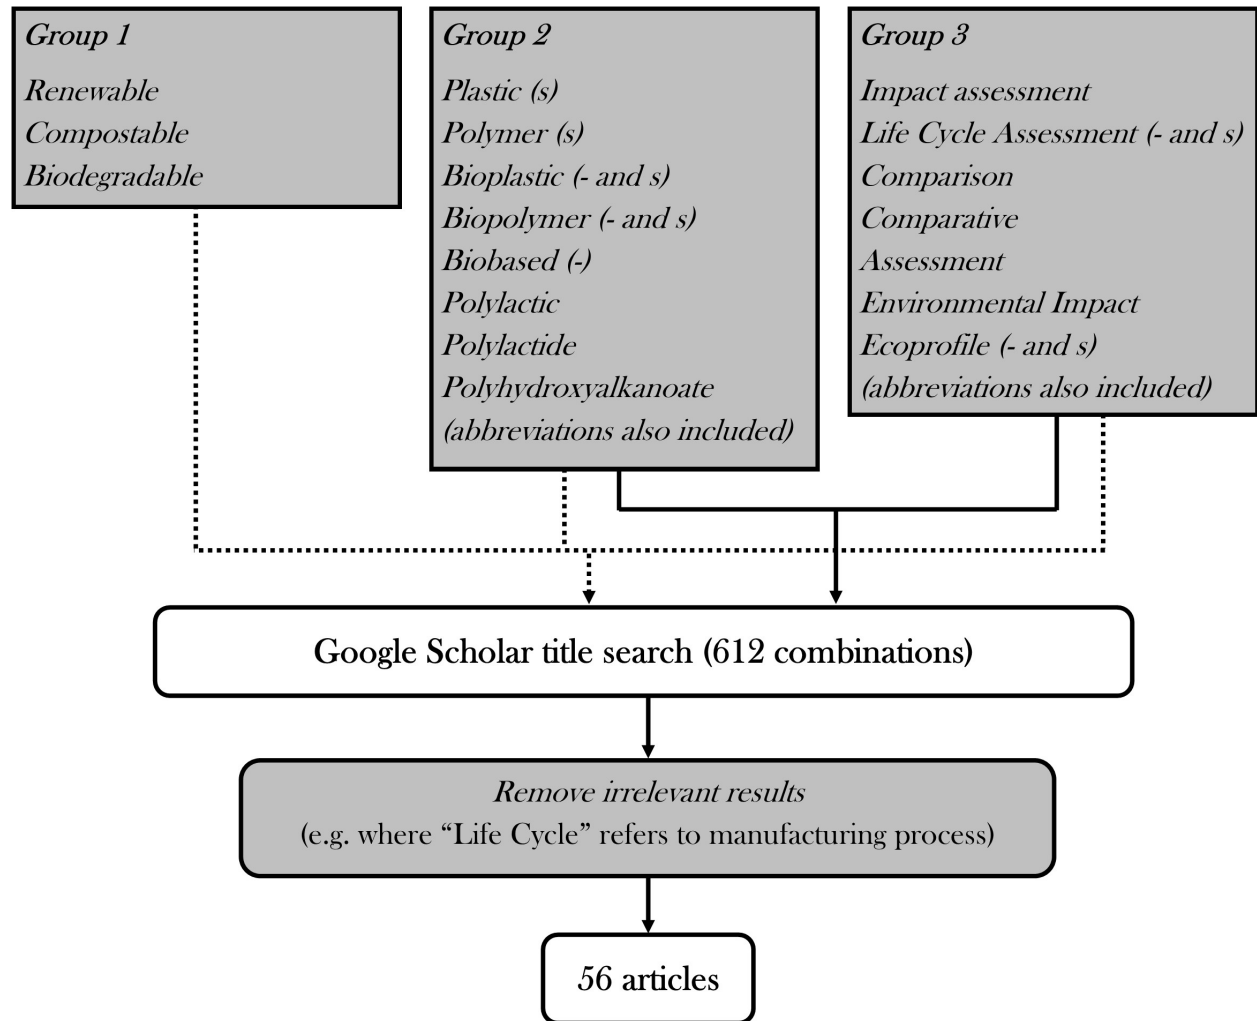 Group 1
Renewable
Compostable
Biodegradable
Group 2
Plastic (s)
Polymer (s)
Bioplastic (- and s)
Biopolymer (- and s)
Biobased (-)
Polylactic
Polylactide
Polyhydroxyalkanoate
(abbreviations also included)
Group 3
Impact assessment
Life Cycle Assessment (- and s)
Comparison
Comparative
Assessment
Environmental Impact
Ecoprofile (- and s)
(abbreviations also included)
Google Scholar title search (612 combinations)
Remove irrelevant results
(e.g. where “Life Cycle” refers to manufacturing process)
56 articles